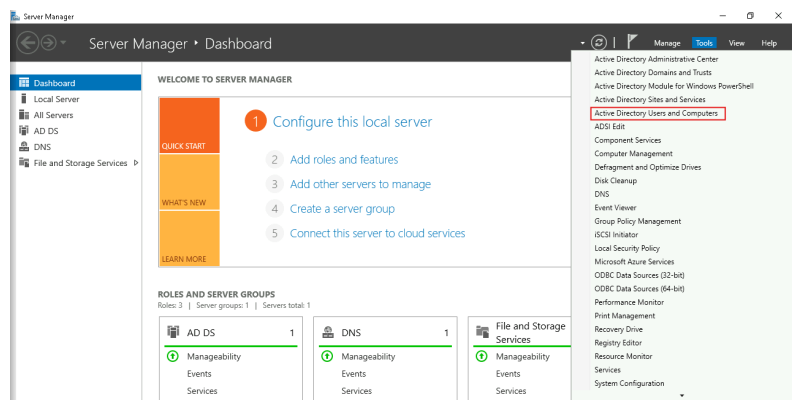 Server Manager
Server Manager • Dashboard
Manage Tools View Help
Dashboard
Local Server
All Servers
AD DS
DNS
File and Storage Services
WELCOME TO SERVER MANAGER
QUICK START
WHAT'S NEW
LEARN MORE
1 Configure this local server
2 Add roles and features
3 Add other servers to manage
4 Create a server group
5 Connect this server to cloud services
ROLES AND SERVER GROUPS
Roles: 3 | Server groups: 1 | Servers total: 1
AD DS 1
Manageability
Events
Services
DNS 1
Manageability
Events
Services
File and Storage
Services
Manageability
Events
Services
Active Directory Administrative Center
Active Directory Domains and Trusts
Active Directory Module for Windows PowerShell
Active Directory Sites and Services
Active Directory Users and Computers
ADSI Edit
Component Services
Computer Management
Defragment and Optimize Drives
Disk Cleanup
DNS
Event Viewer
Group Policy Management
iSCSI Initiator
Local Security Policy
Microsoft Azure Services
ODBC Data Sources (32-bit)
ODBC Data Sources (64-bit)
Performance Monitor
Print Management
Recovery Drive
Registry Editor
Resource Monitor
Services
System Configuration